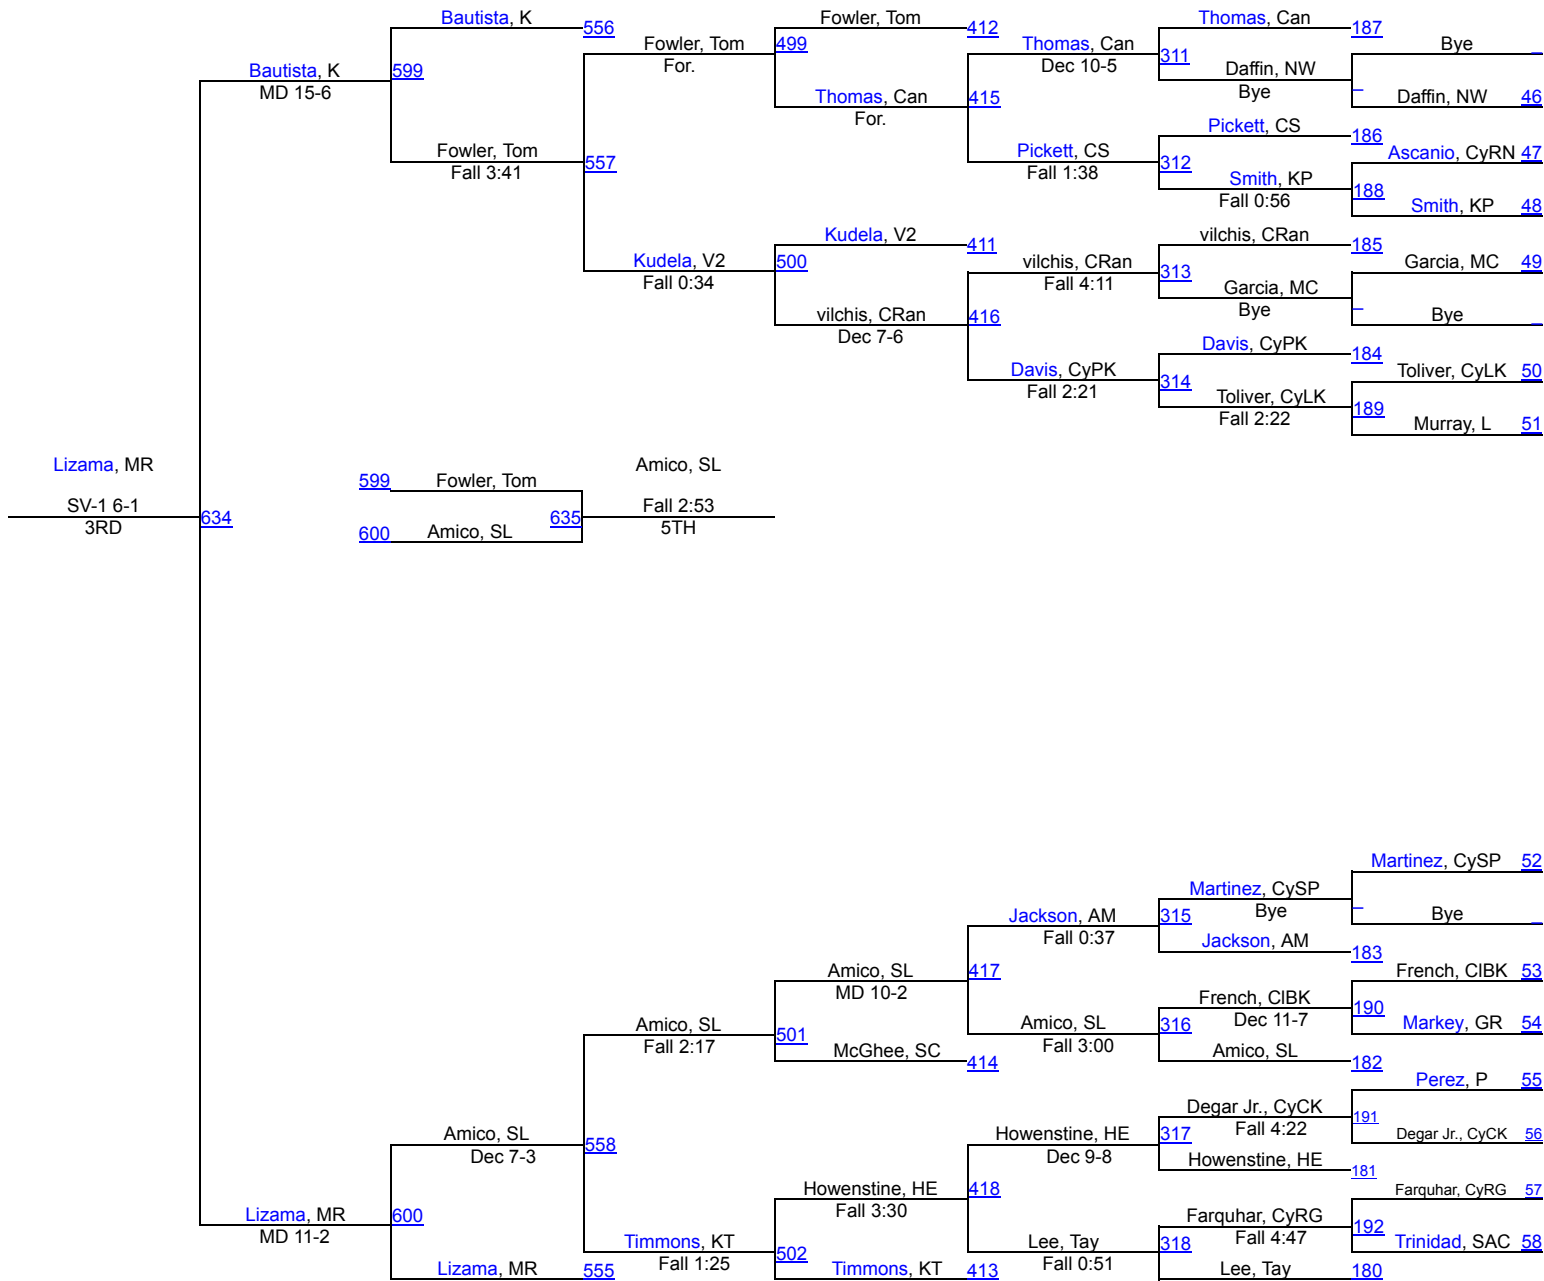 Bautista, K
556
Fowler, Tom
412
Thomas, Can
187
Bye
Fowler, Tom
For.
499
Thomas, Can
Dec 10-5
311
Daffin, NW
Bye
Daffin, NW 46
Bautista, K
MD 15-6
599
Thomas, Can
For.
415
Pickett, CS
186
Ascanio, CyRN 47
Fowler, Tom
Fall 3:41
557
Pickett, CS
Fall 1:38
312
Smith, KP
Fall 0:56
188
Smith, KP 48
Kudela, V2
411
vilchis, CRan
185
Garcia, MC 49
Kudela, V2
Fall 0:34
500
vilchis, CRan
Fall 4:11
313
Garcia, MC
Bye
Bye
vilchis, CRan
Dec 7-6
416
Davis, CyPK
184
Toliver, CyLK 50
Davis, CyPK
Fall 2:21
314
Toliver, CyLK
Fall 2:22
189
Murray, L 51
Lizama, MR
SV-1 6-1
3RD
634
599 Fowler, Tom
600 Amico, SL
635
Amico, SL
Fall 2:53
5TH
Martinez, CySP 52
Martinez, CySP
Bye
Bye
Jackson, AM
Fall 0:37
315
Jackson, AM
183
French, ClBK 53
Amico, SL
MD 10-2
417
French, ClBK
Dec 11-7
190
Markey, GR 54
Amico, SL
Fall 2:17
501
Amico, SL
Fall 3:00
316
Amico, SL
182
McGhee, SC
414
Perez, P 55
Degar Jr., CyCK
Fall 4:22
191
Degar Jr., CyCK 56
Amico, SL
Dec 7-3
558
Howenstine, HE
Dec 9-8
317
Howenstine, HE
181
Farquhar, CyRG 57
Howenstine, HE
Fall 3:30
418
Farquhar, CyRG
Fall 4:47
192
Trinidad, SAC 58
Lizama, MR
MD 11-2
600
Timmons, KT
Fall 1:25
502
Lee, Tay
Fall 0:51
318
Lizama, MR
555
Timmons, KT
413
Lee, Tay
180